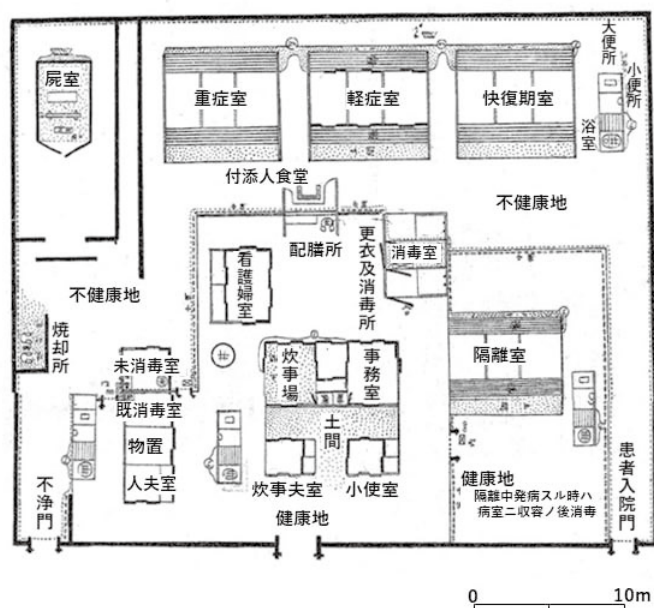 屍室
重症室
軽症室
快復期室
大便所
小便所
浴室
付添人食堂
不健康地
配膳所
更衣及消毒所
消毒室
看護婦室
不健康地
焼却所
未消毒室
既消毒室
物置
人夫室
井
炊事場
事務室
土間
炊事夫室
小使室
隔離室
健康地
隔離中発病スル時ハ
病室ニ収容ノ後消毒
不浄門
健康地
患者入院門
0 10m